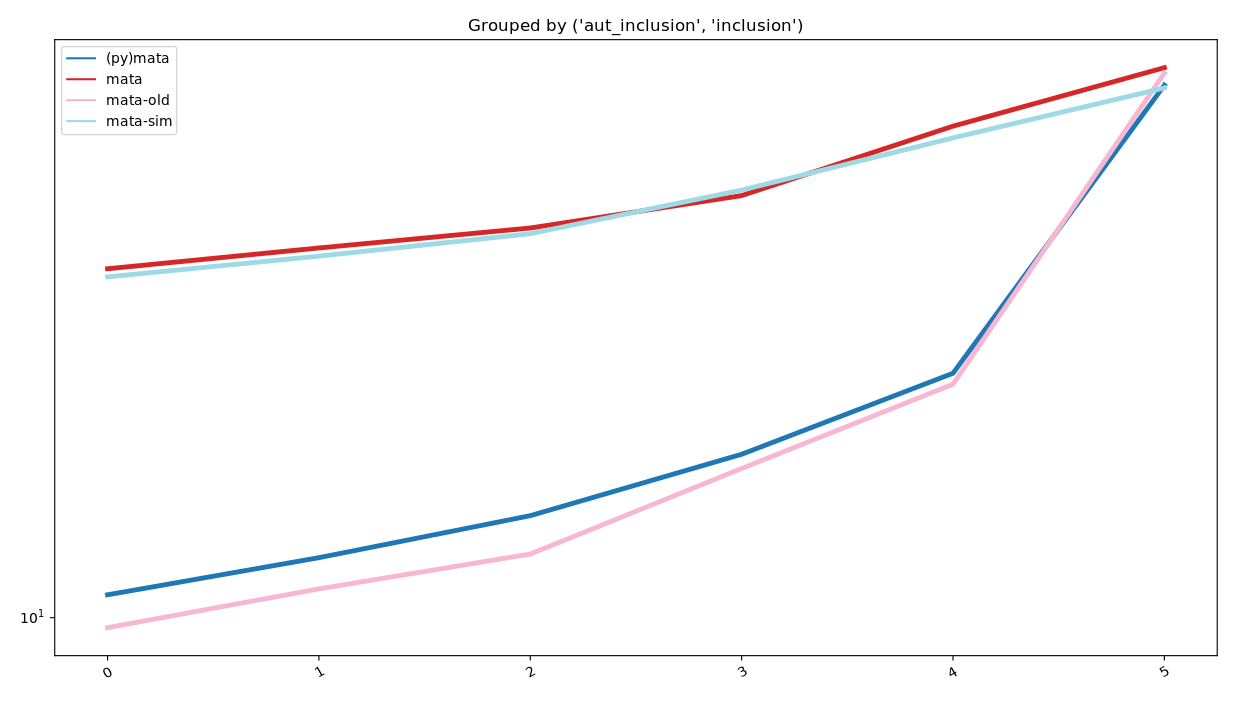 Grouped by ('aut_inclusion', 'inclusion')
(py)mata
mata
mata-old
mata-sim
10¹
0 1 2 3 4 5